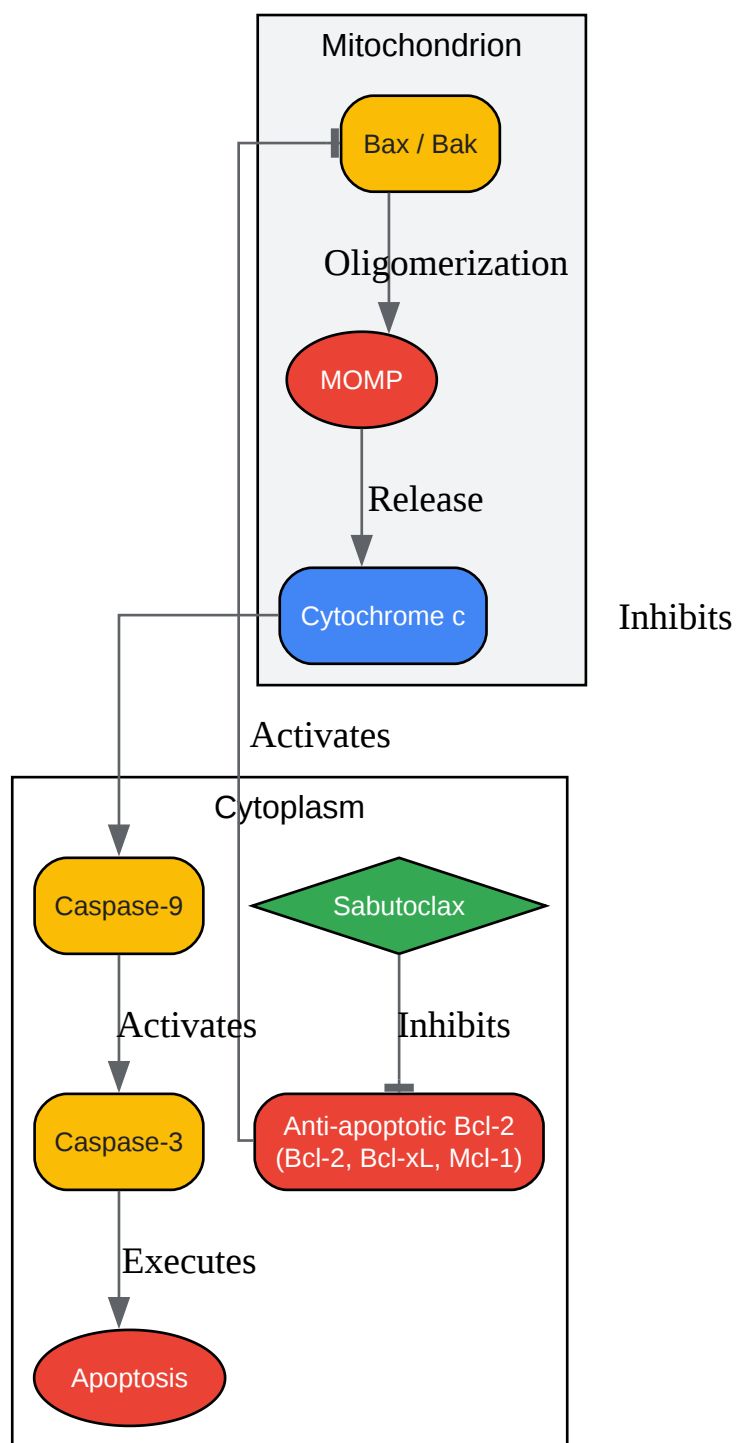 Mitochondrion
Bax / Bak
Oligomerization
MOMP
Release
Cytochrome c
Inhibits
Activates
Cytoplasm
Caspase-9
Sabutoclax
Activates
Inhibits
Caspase-3
Anti-apoptotic Bcl-2
(Bcl-2, Bcl-xL, Mcl-1)
Executes
Apoptosis